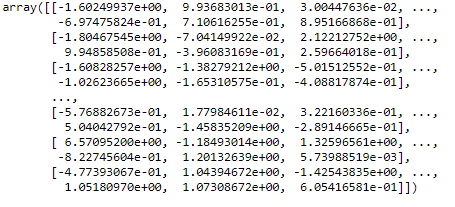 array([[-1.60249937e+00, 9.93683013e-01, 3.00447636e-02, ...,
-6.97475824e-01, 7.10616255e-01, 8.95166868e-01],
[-1.80467545e+00, -7.04149922e-02, 2.12212752e+00, ...,
9.94858508e-01, -3.96083169e-01, 2.59664018e-01],
[-1.60828257e+00, -1.38279212e+00, -5.01512552e-01, ...,
-1.02623665e+00, -1.65310575e-01, -4.08817874e-01],
...,
[-5.76882673e-01, 1.77984611e-02, 3.22160336e-01, ...,
5.04042792e-01, -1.45835209e+00, -2.89146665e-01],
[ 6.57095200e+00, -1.18493014e+00, 1.32596561e+00, ...,
-8.22745604e-01, 1.20132639e-01, 5.73988519e-03],
[-4.77393067e-01, 1.04394672e+00, -1.42543835e+00, ...,
1.05180970e+00, 1.07308672e+00, 6.05416581e-01]])